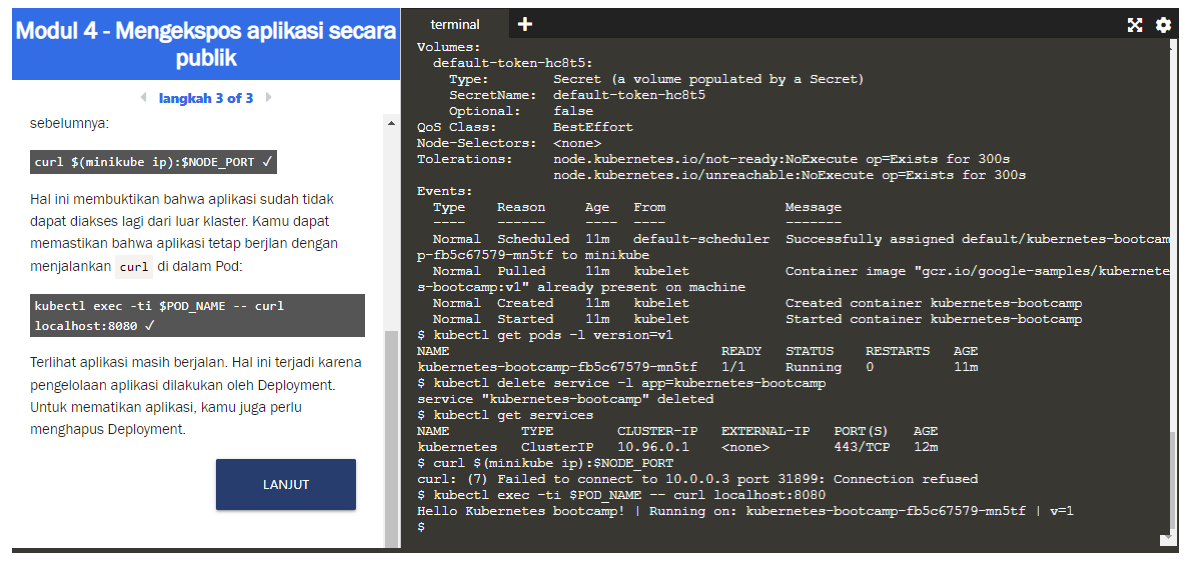 Modul 4 - Mengekspos aplikasi secara
publik
langkah 3 of 3
sebelumnya:
curl $(minikube ip):$NODE_PORT ✓
Hal ini membuktikan bahwa aplikasi sudah tidak
dapat diakses lagi dari luar klaster. Kamu dapat
memastikan bahwa aplikasi tetap berjlan dengan
menjalankan curl di dalam Pod:
kubectl exec -ti $POD_NAME -- curl
localhost:8080 ✓
Terlihat aplikasi masih berjalan. Hal ini terjadi karena
pengelolaan aplikasi dilakukan oleh Deployment.
Untuk mematikan aplikasi, kamu juga perlu
menghapus Deployment.
LANJUT
terminal +
Volumes:
default-token-hc8t5:
Type: Secret (a volume populated by a Secret)
SecretName: default-token-hc8t5
Optional: false
QoS Class: BestEffort
Node-Selectors: <none>
Tolerations: node.kubernetes.io/not-ready:NoExecute op=Exists for 300s
node.kubernetes.io/unreachable:NoExecute op=Exists for 300s
Events:
Type Reason Age From Message
---- ------ ---- ---- -------
Normal Scheduled 11m default-scheduler Successfully assigned default/kubernetes-bootcam
p-fb5c67579-mn5tf to minikube
Normal Pulled 11m kubelet Container image "gcr.io/google-samples/kubernete
s-bootcamp:v1" already present on machine
Normal Created 11m kubelet Created container kubernetes-bootcamp
Normal Started 11m kubelet Started container kubernetes-bootcamp
$ kubectl get pods -l version=v1
NAME READY STATUS RESTARTS AGE
kubernetes-bootcamp-fb5c67579-mn5tf 1/1 Running 0 11m
$ kubectl delete service -l app=kubernetes-bootcamp
service "kubernetes-bootcamp" deleted
$ kubectl get services
NAME TYPE CLUSTER-IP EXTERNAL-IP PORT(S) AGE
kubernetes ClusterIP 10.96.0.1 <none> 443/TCP 12m
$ curl $(minikube ip):$NODE_PORT
curl: (7) Failed to connect to 10.0.0.3 port 31899: Connection refused
$ kubectl exec -ti $POD_NAME -- curl localhost:8080
Hello Kubernetes bootcamp! | Running on: kubernetes-bootcamp-fb5c67579-mn5tf | v=1
$